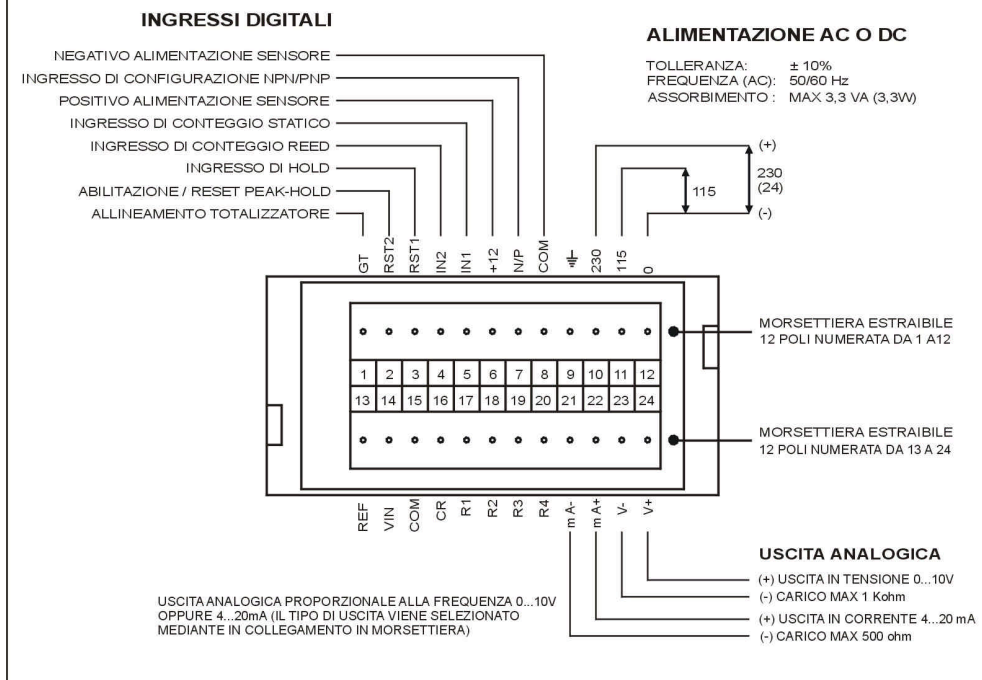 INGRESSI DIGITALI
NEGATIVO ALIMENTAZIONE SENSORE
INGRESSO DI CONFIGURAZIONE NPN/PNP
POSITIVO ALIMENTAZIONE SENSORE
INGRESSO DI CONTEGGIO STATICO
INGRESSO DI CONTEGGIO REED
INGRESSO DI HOLD
ABILITAZIONE / RESET PEAK-HOLD
ALLINEAMENTO TOTALIZZATORE
ALIMENTAZIONE AC O DC
TOLLERANZA: ± 10%
FREQUENZA (AC): 50/60 Hz
ASSORBIMENTO : MAX 3,3 VA (3,3W)
(+)
230
(24)
115
(-)
GT RST2 RST1 IN2 IN1 +12 N/P COM 230 115 0
MORSETTIERA ESTRAIBILE
12 POLI NUMERATA DA 1 A12
1 2 3 4 5 6 7 8 9 10 11 12
13 14 15 16 17 18 19 20 21 22 23 24
MORSETTIERA ESTRAIBILE
12 POLI NUMERATA DA 13 A 24
REF VIN COM CR R1 R2 R3 R4 mA- mA+ V- V+
USCITA ANALOGICA
(+) USCITA IN TENSIONE 0...10V
(-) CARICO MAX 1 Kohm
(+) USCITA IN CORRENTE 4...20 mA
(-) CARICO MAX 500 ohm
USCITA ANALOGICA PROPORZIONALE ALLA FREQUENZA 0...10V
OPPURE 4...20mA (IL TIPO DI USCITA VIENE SELEZIONATO
MEDIANTE IN COLLEGAMENTO IN MORSETTIERA)